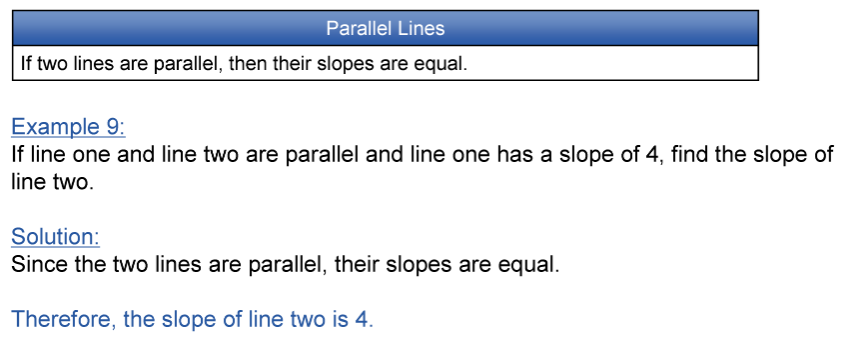 Parallel Lines
If two lines are parallel, then their slopes are equal.
Example 9:
If line one and line two are parallel and line one has a slope of 4, find the slope of
line two.
Solution:
Since the two lines are parallel, their slopes are equal.
Therefore, the slope of line two is 4.